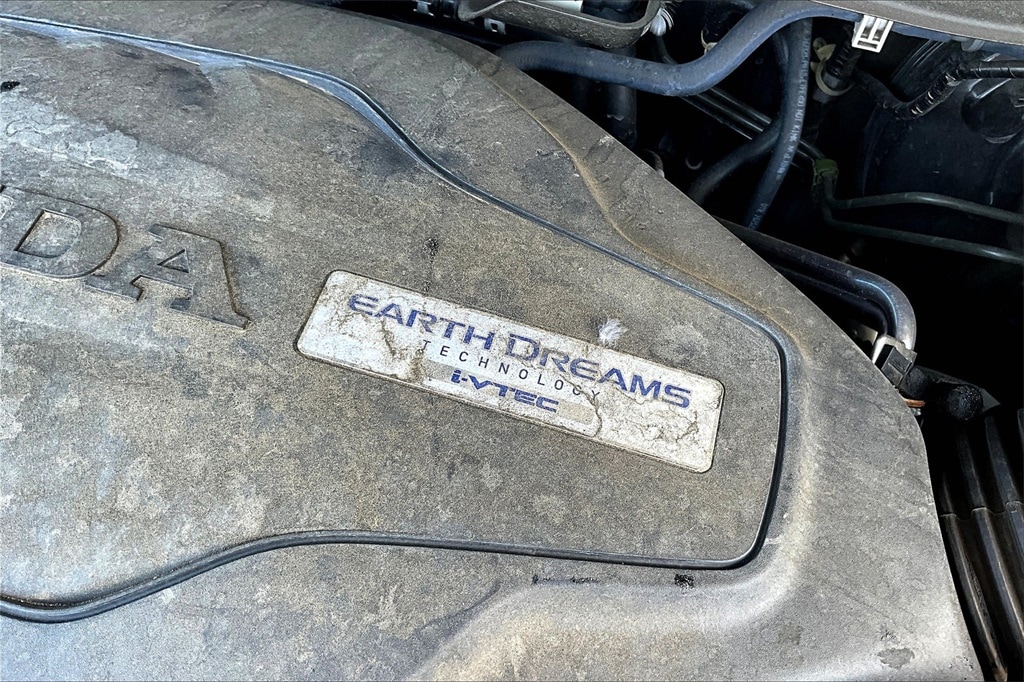 DA
EARTH DREAMS
TECHNOLOGY
i-VTEC